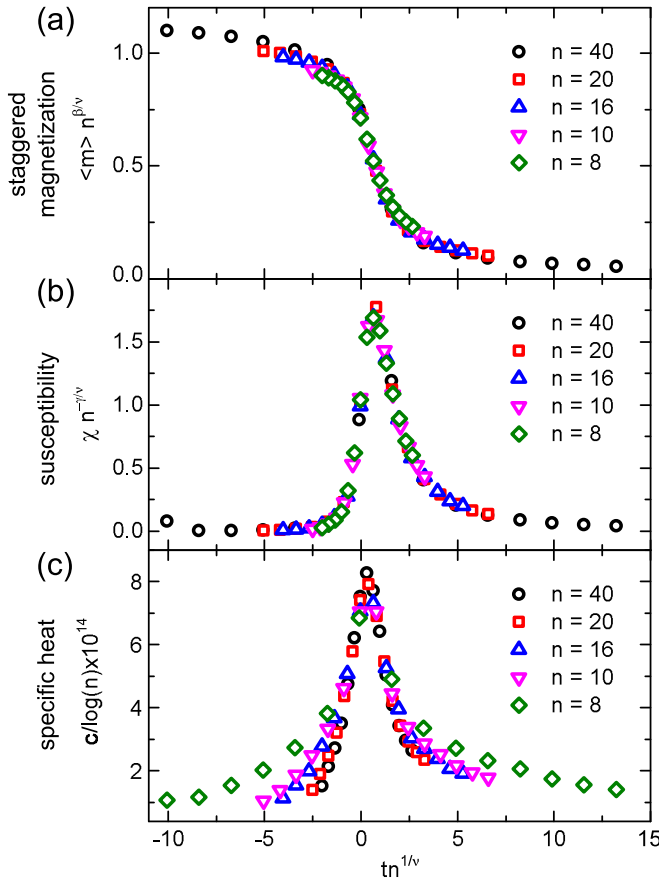 (a)
staggered
magnetization
<m> n^β/ν
1.0
0.5
0.0
n = 40
n = 20
n = 16
n = 10
n = 8
(b)
susceptibility
χ n^-γ/ν
1.5
1.0
0.5
0.0
n = 40
n = 20
n = 16
n = 10
n = 8
(c)
specific heat
c/log(n)x10^14
8
6
4
2
n = 40
n = 20
n = 16
n = 10
n = 8
-10 -5 0 5 10 15
tn^1/ν